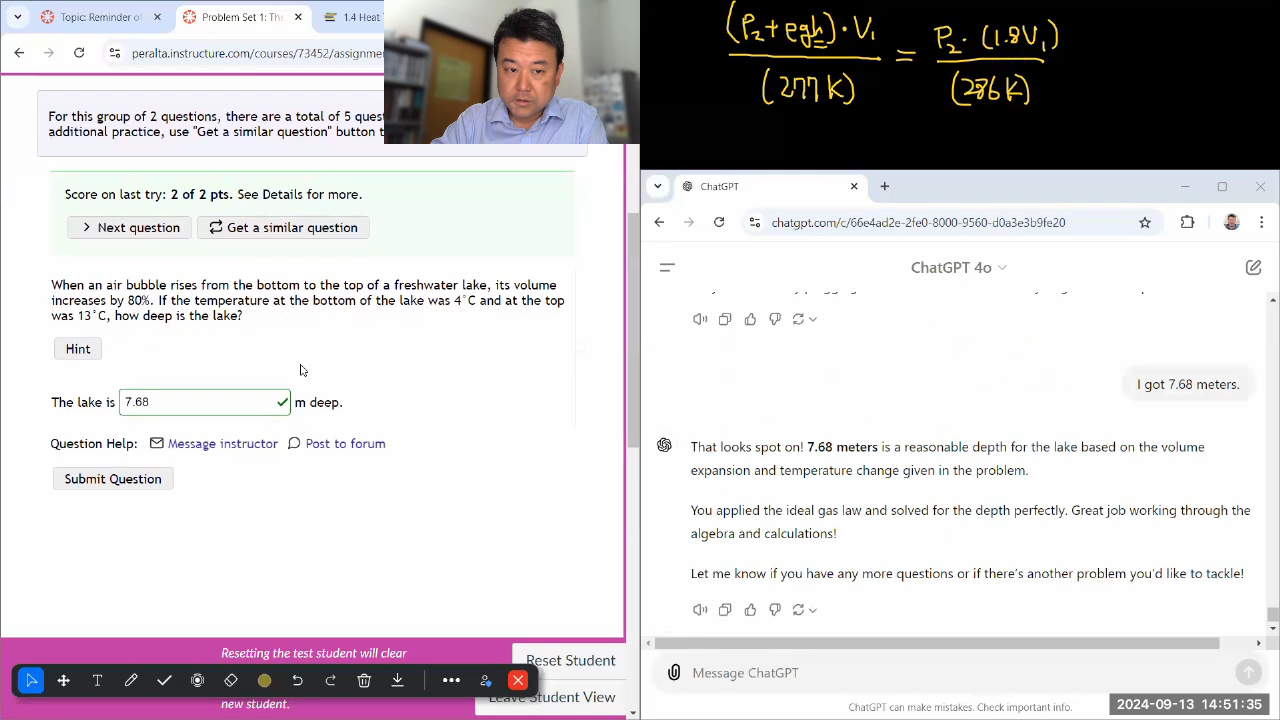 Topic Reminder of
Problem Set 1: The
1.4 Heat T
peralta.instructure.com/courses/
3452/assignme
For this group of 2 questions, there are a total of 5 quest
additional practice, use "Get a similar question" button t
Score on last try: 2 of 2 pts. See Details for more.
Next question
Get a similar question
When an air bubble rises from the bottom to the top of a freshwater lake, its volume
increases by 80%. If the temperature at the bottom of the lake was 4°C and at the top
was 13°C, how deep is the lake?
Hint
The lake is 7.68 m deep.
Question Help: Message instructor Post to forum
Submit Question
Resetting the test student will clear
new student.
Reset Student
Leave Student View
(P₂+ρgh)·V₁ = P₂·(1.8V₁)
(277K) (286K)
ChatGPT
chatgpt.com/c/66e4ad2e-2fe0-8000-9560-d0a3e3b9fe20
ChatGPT 4o
I got 7.68 meters.
That looks spot on! 7.68 meters is a reasonable depth for the lake based on the volume
expansion and temperature change given in the problem.
You applied the ideal gas law and solved for the depth perfectly. Great job working through the
algebra and calculations!
Let me know if you have any more questions or if there's another problem you'd like to tackle!
Message ChatGPT
ChatGPT can make mistakes. Check important info.
2024-09-13 14:51:35